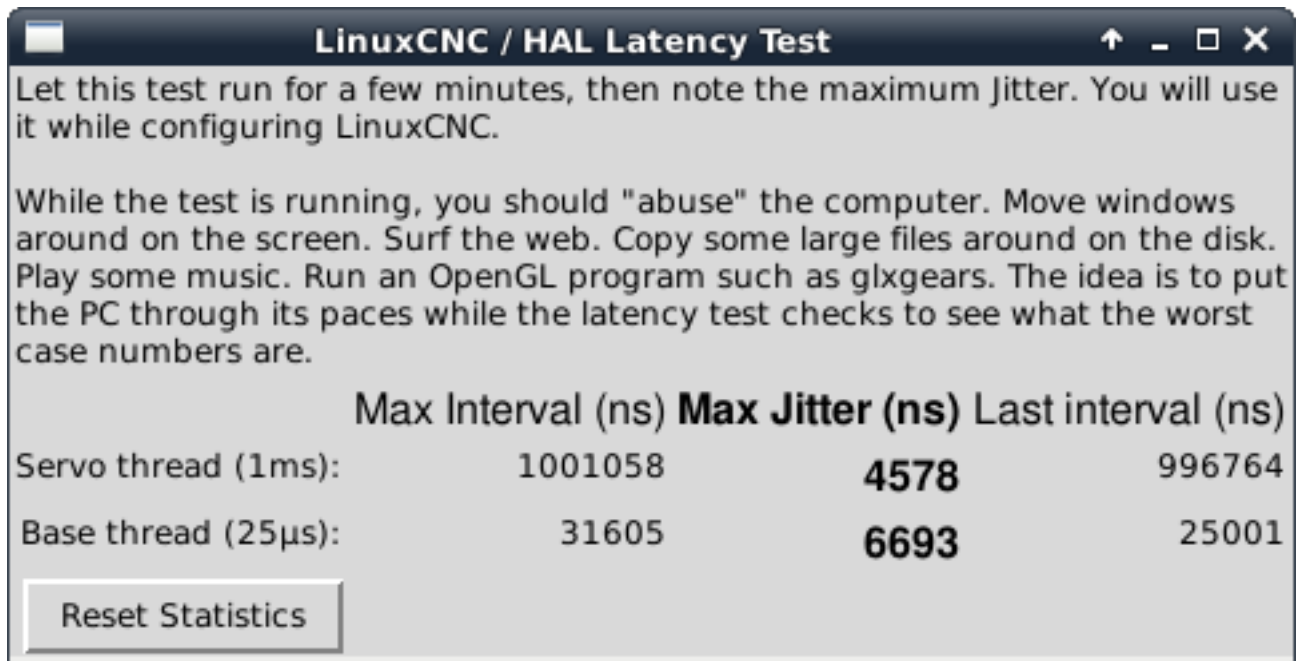 LinuxCNC / HAL Latency Test
Let this test run for a few minutes, then note the maximum Jitter. You will use
it while configuring LinuxCNC.
While the test is running, you should "abuse" the computer. Move windows
around on the screen. Surf the web. Copy some large files around on the disk.
Play some music. Run an OpenGL program such as glxgears. The idea is to put
the PC through its paces while the latency test checks to see what the worst
case numbers are.
Max Interval (ns) Max Jitter (ns) Last interval (ns)
Servo thread (1ms): 1001058 4578 996764
Base thread (25µs): 31605 6693 25001
Reset Statistics